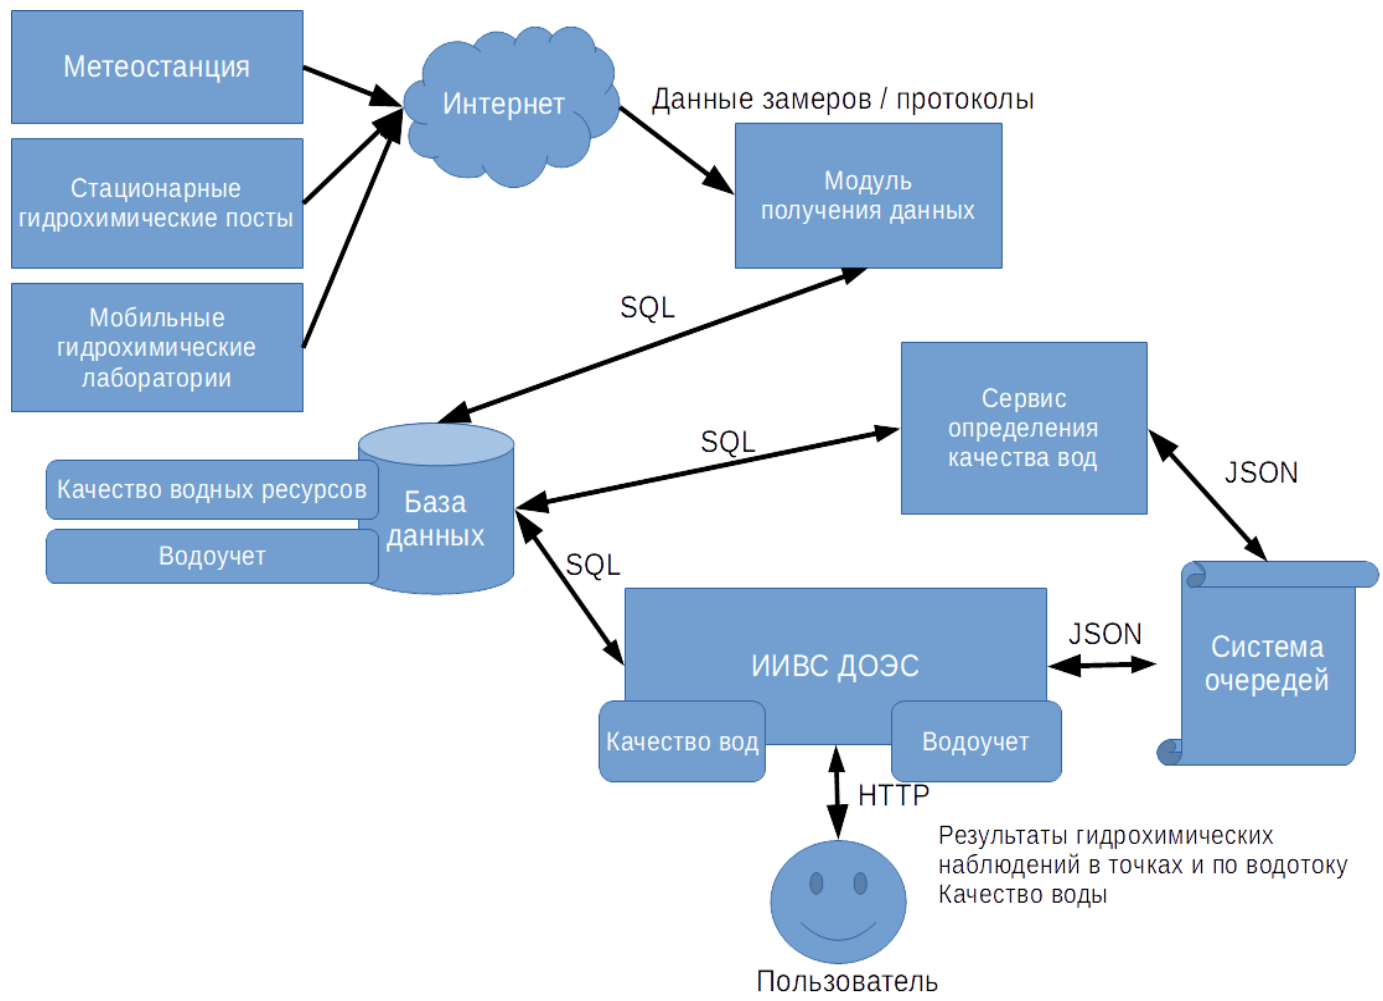 Метеостанция
Интернет
Данные замеров / протоколы
Стационарные
гидрохимические посты
Модуль
получения данных
Мобильные
гидрохимические
лаборатории
SQL
Сервис
определения
качества вод
SQL
JSON
База
данных
Качество водных ресурсов
Водоучет
SQL
ИИВС ДОЭС
JSON
Система
очередей
Качество вод
Водоучет
HTTP
Результаты гидрохимических
наблюдений в точках и по водотоку
Качество воды
Пользователь